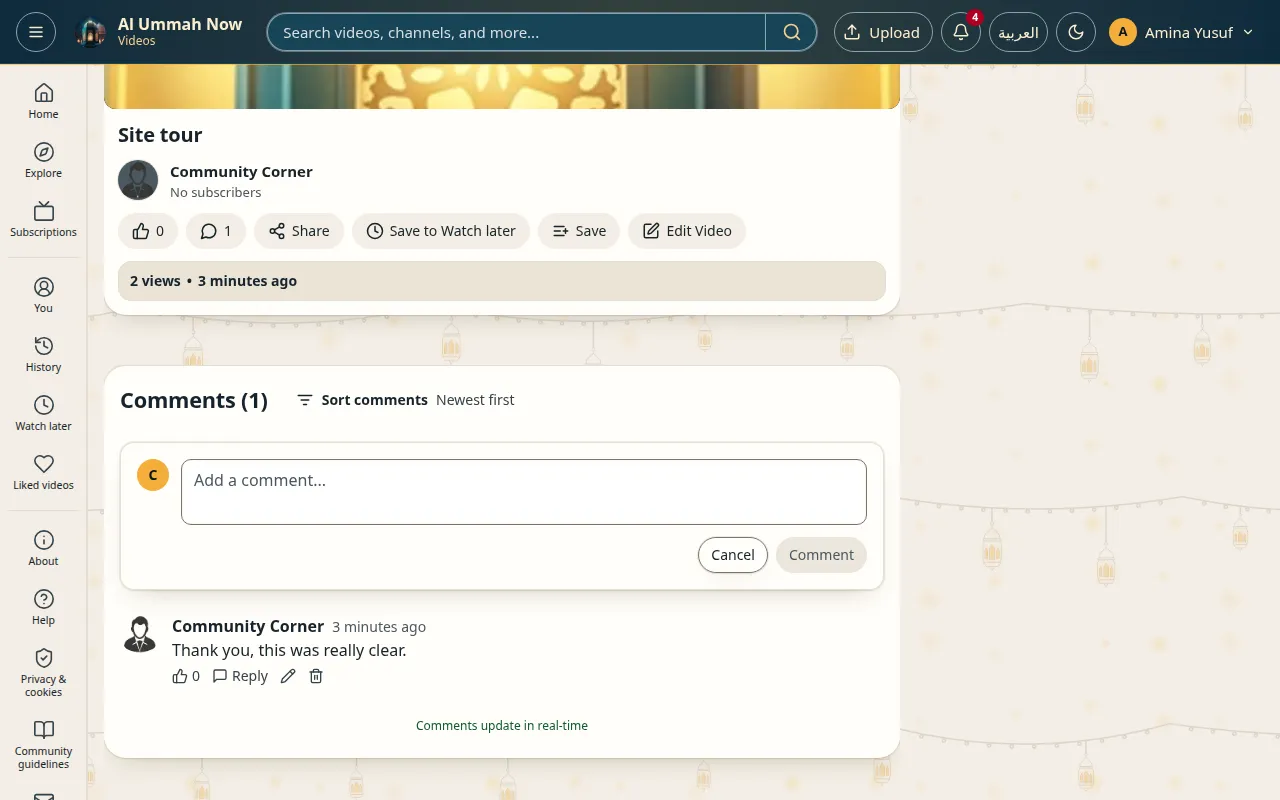 Al Ummah Now
Videos
Search videos, channels, and more...
Upload
4
العربية
A
Amina Yusuf
Home
Explore
Subscriptions
You
History
Watch later
Liked videos
About
Help
Privacy &
cookies
Community
guidelines
Site tour
Community Corner
No subscribers
0
1
Share
Save to Watch later
Save
Edit Video
2 views • 3 minutes ago
Comments (1)
Sort comments Newest first
C
Add a comment...
Cancel
Comment
Community Corner 3 minutes ago
Thank you, this was really clear.
0 Reply
Comments update in real-time